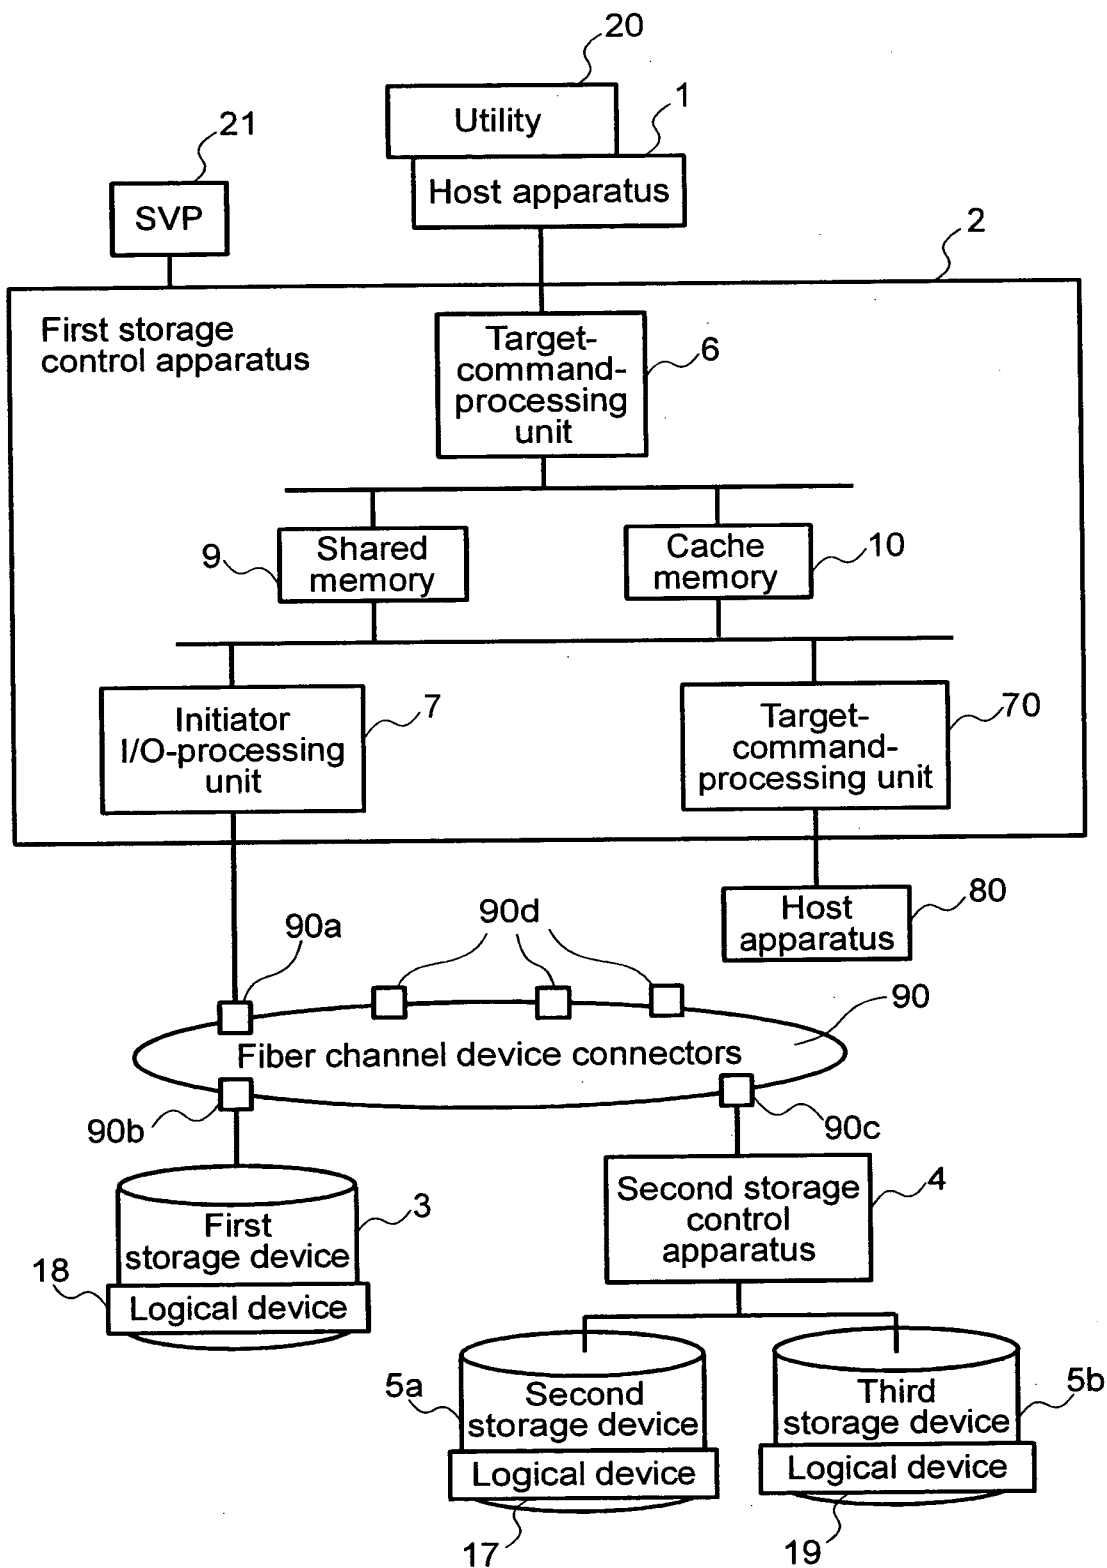 20
Utility
1
21
Host apparatus
SVP
2
First storage
control apparatus
Target-
command-
processing
unit
6
9
Shared
memory
Cache
memory
10
Initiator
I/O-processing
unit
7
Target-
command-
processing unit
70
90a
90d
Host
apparatus
80
90
Fiber channel device connectors
90b
90c
First
storage device
3
Second storage
control
apparatus
4
18
Logical device
5a
Second
storage device
Third
storage device
5b
Logical device
Logical device
17
19